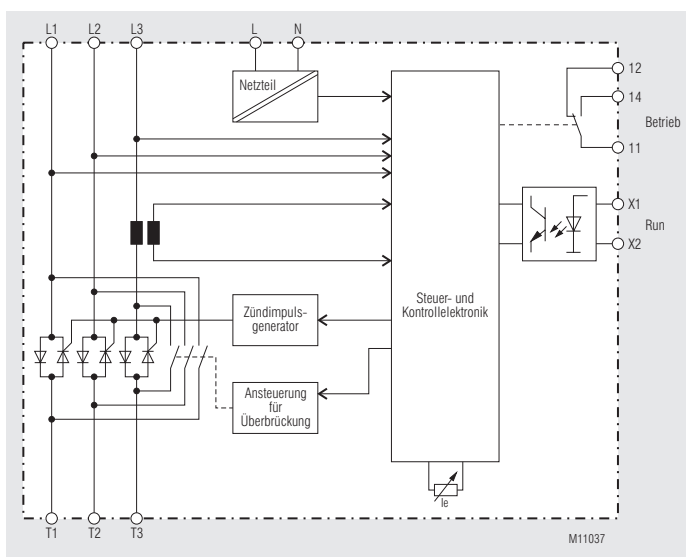 L1 L2 L3 L N
Netzteil
12
14
Betrieb
11
X1
Run
X2
Steuer- und
Kontrollelektronik
Zündimpuls-
generator
Ansteuerung
für
Überbrückung
Ie
T1 T2 T3
M11037